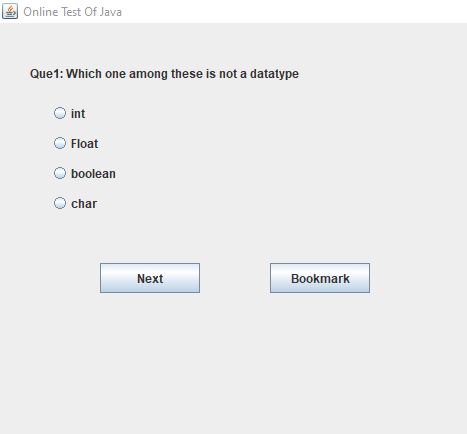 Online Test Of Java
Que1: Which one among these is not a datatype
int
Float
boolean
char
Next
Bookmark